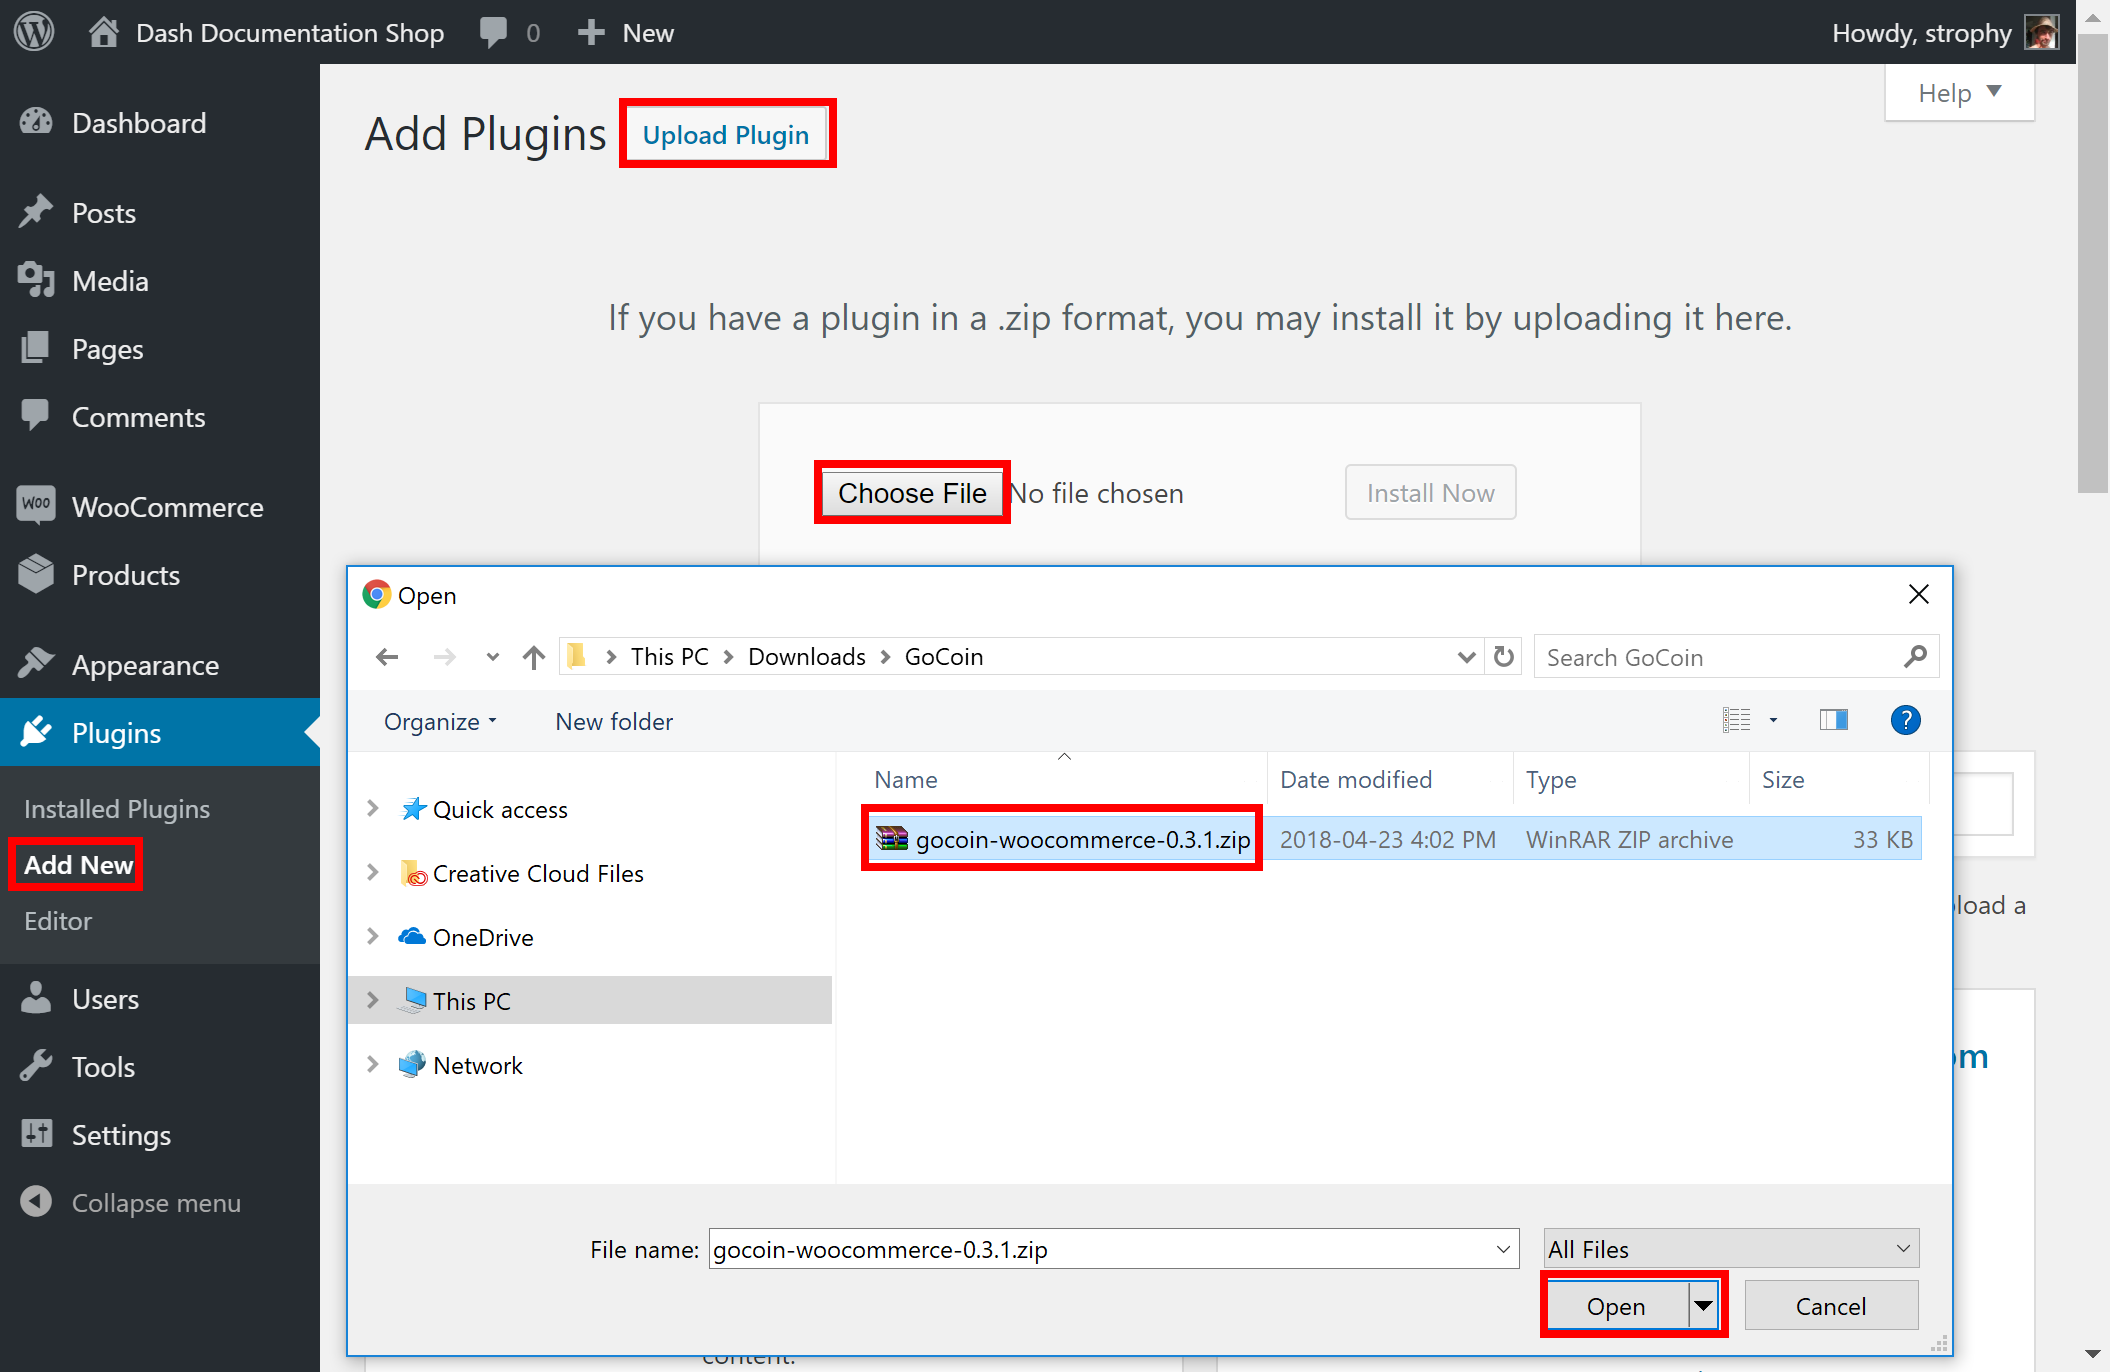 Dash Documentation Shop 0 New Howdy, strophy
Help
Dashboard
Posts
Media
Pages
Comments
Woo WooCommerce
Products
Appearance
Plugins
Installed Plugins
Add New
Editor
Users
Tools
Settings
Collapse menu
Add Plugins Upload Plugin
If you have a plugin in a .zip format, you may install it by uploading it here.
Choose File No file chosen Install Now
Open
This PC Downloads GoCoin Search GoCoin
Organize New folder ?
Name Date modified Type Size
gocoin-woocommerce-0.3.1.zip 2018-04-23 4:02 PM WinRAR ZIP archive 33 KB
Quick access
Creative Cloud Files
OneDrive
This PC
Network
File name: gocoin-woocommerce-0.3.1.zip All Files
Open Cancel
load a
content.